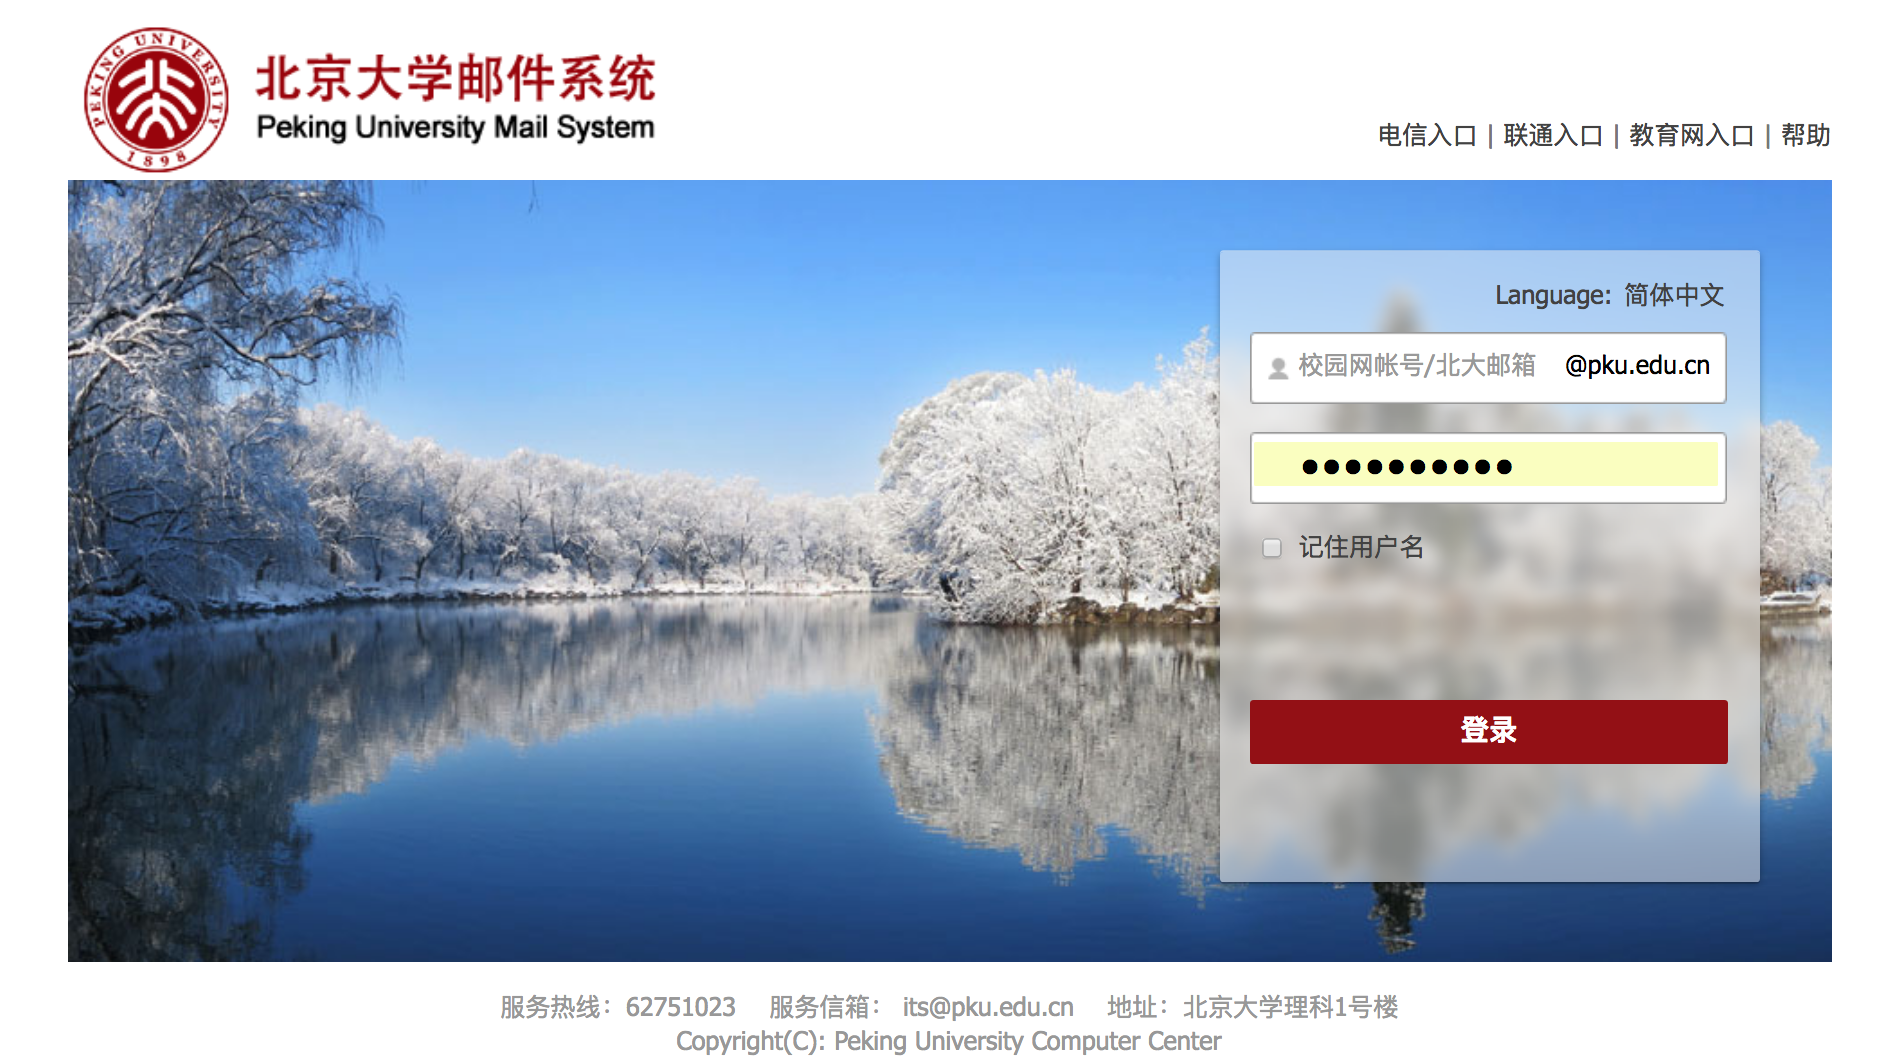 PEKING UNIVERSITY
1898
北京大学邮件系统
Peking University Mail System
电信入口 | 联通入口 | 教育网入口 | 帮助
Language: 简体中文
校园网帐号/北大邮箱 @pku.edu.cn
记住用户名
登录
服务热线：62751023 服务信箱： its@pku.edu.cn 地址：北京大学理科1号楼
Copyright(C): Peking University Computer Center